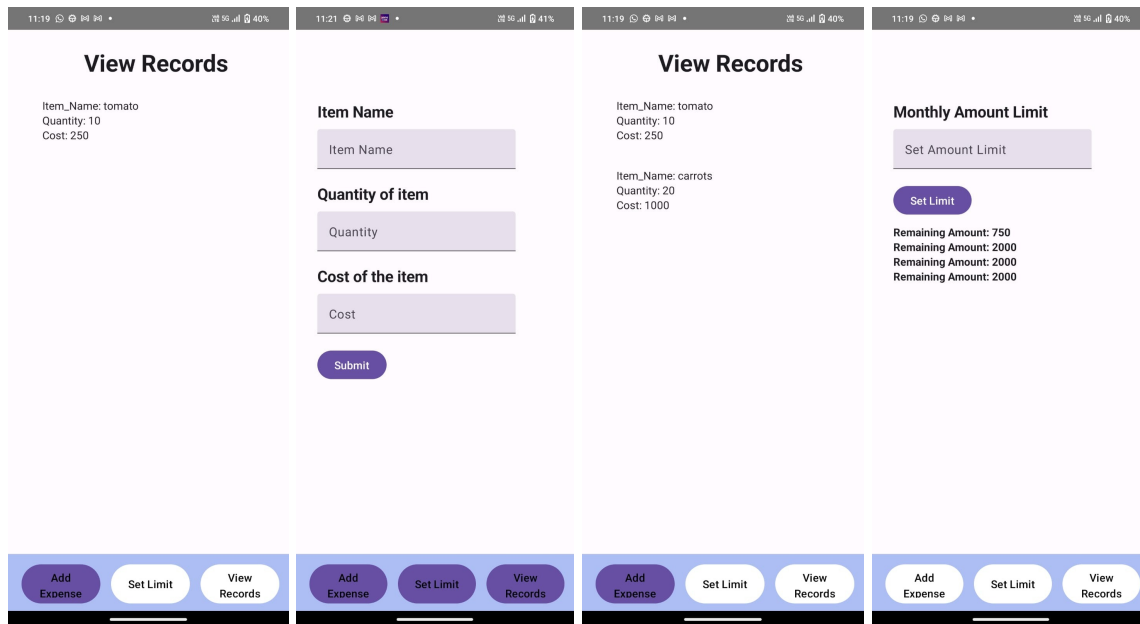 11:19
5G 40%
View Records
Item_Name: tomato
Quantity: 10
Cost: 250
Add
Expense
Set Limit
View
Records
11:21
5G 41%
Item Name
Item Name
Quantity of item
Quantity
Cost of the item
Cost
Submit
Add
Expense
Set Limit
View
Records
11:19
5G 40%
View Records
Item_Name: tomato
Quantity: 10
Cost: 250
Item_Name: carrots
Quantity: 20
Cost: 1000
Add
Expense
Set Limit
View
Records
11:19
5G 40%
Monthly Amount Limit
Set Amount Limit
Set Limit
Remaining Amount: 750
Remaining Amount: 2000
Remaining Amount: 2000
Remaining Amount: 2000
Add
Expense
Set Limit
View
Records